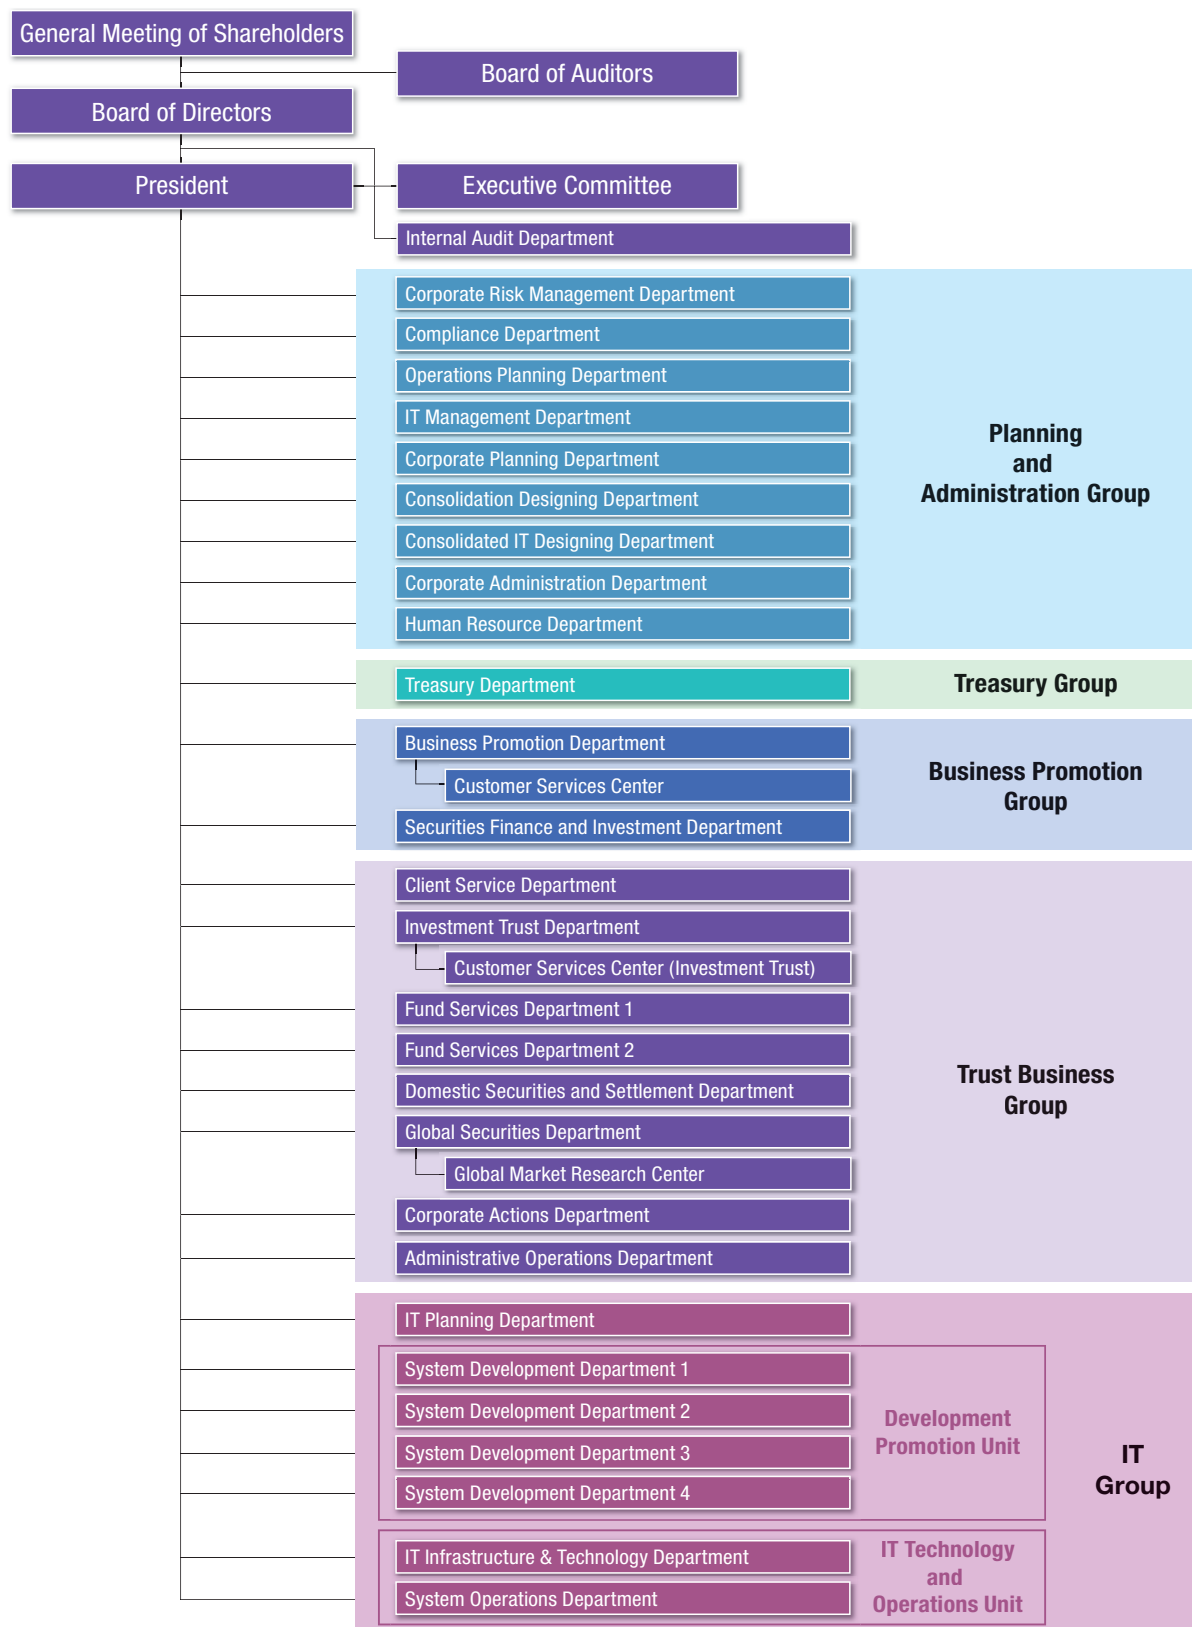 General Meeting of Shareholders
Board of Auditors
Board of Directors
President
Executive Committee
Internal Audit Department
Corporate Risk Management Department
Compliance Department
Operations Planning Department
IT Management Department
Corporate Planning Department
Consolidation Designing Department
Consolidated IT Designing Department
Corporate Administration Department
Human Resource Department
Planning
and
Administration Group
Treasury Department
Treasury Group
Business Promotion Department
Customer Services Center
Securities Finance and Investment Department
Business Promotion
Group
Client Service Department
Investment Trust Department
Customer Services Center (Investment Trust)
Fund Services Department 1
Fund Services Department 2
Domestic Securities and Settlement Department
Global Securities Department
Global Market Research Center
Corporate Actions Department
Administrative Operations Department
Trust Business
Group
IT Planning Department
System Development Department 1
System Development Department 2
System Development Department 3
System Development Department 4
Development
Promotion Unit
IT Infrastructure & Technology Department
System Operations Department
IT Technology
and
Operations Unit
IT
Group